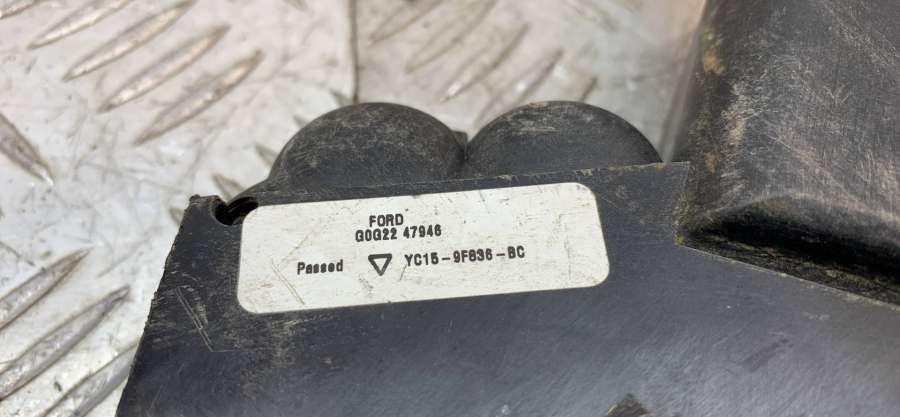 FORD
G0G22 47946
Passed YC15-9F836-BC